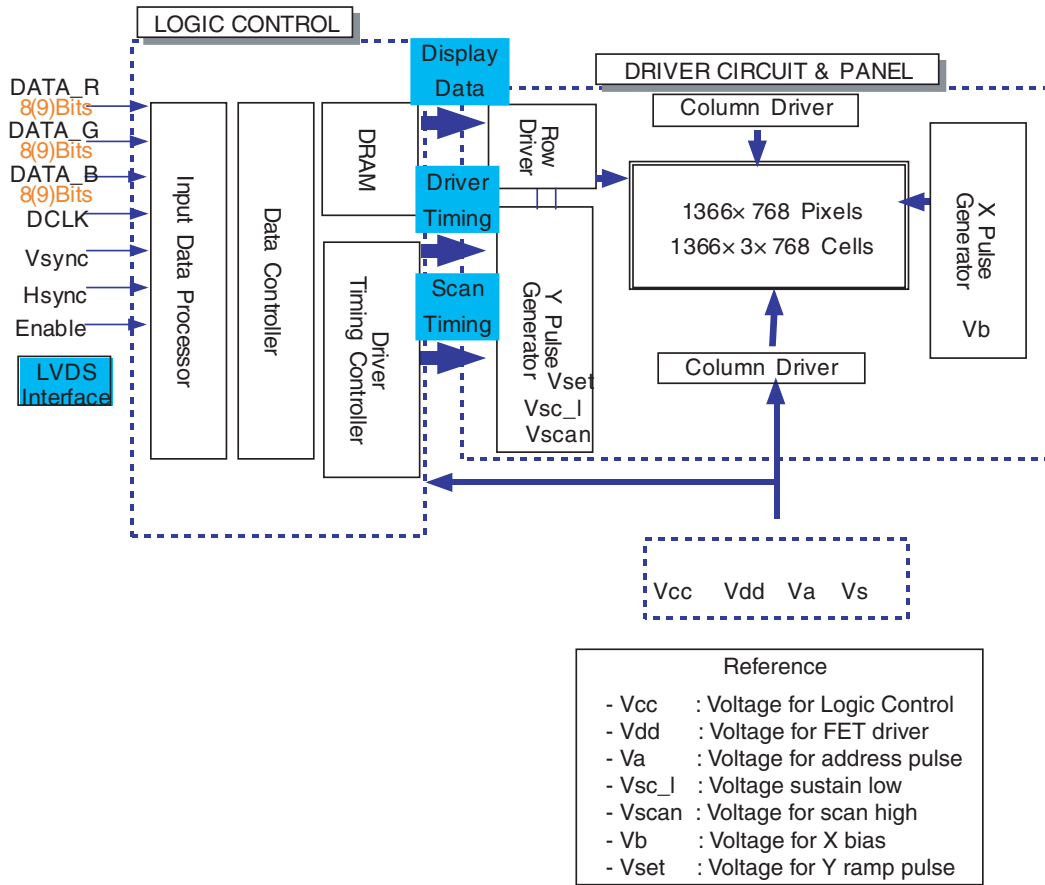 LOGIC CONTROL
Display
Data
DRIVER CIRCUIT & PANEL
DATA_R
8(9)Bits
DATA_G
8(9)Bits
DATA_B
8(9)Bits
DCLK
Vsync
Hsync
Enable
LVDS
Interface
Input Data Processor
Data Controller
DRAM
Driver
Timing Controller
Driver
Timing
Scan
Timing
Row
Driver
Y Pulse
Generator
Vset
Vsc_l
Vscan
Column Driver
1366× 768 Pixels
1366× 3× 768 Cells
Column Driver
X Pulse
Generator
Vb
Vcc Vdd Va Vs
Reference
- Vcc : Voltage for Logic Control
- Vdd : Voltage for FET driver
- Va : Voltage for address pulse
- Vsc_l : Voltage sustain low
- Vscan : Voltage for scan high
- Vb : Voltage for X bias
- Vset : Voltage for Y ramp pulse